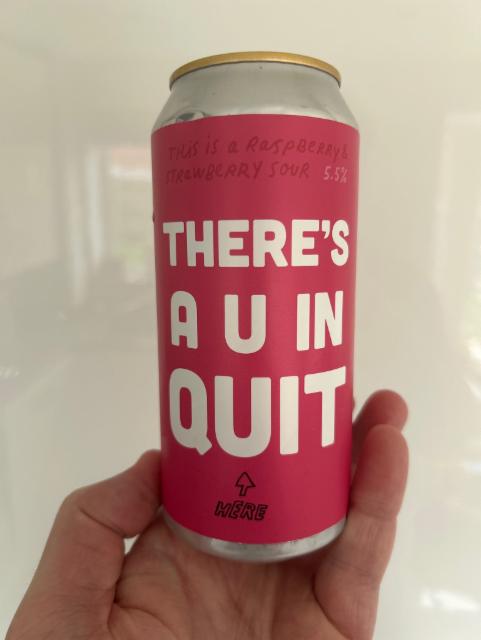 THis is a RaspBeRRy &
STRaWBeRRY SOUR 5.5%
THERE'S
A U IN
QUIT
HERE